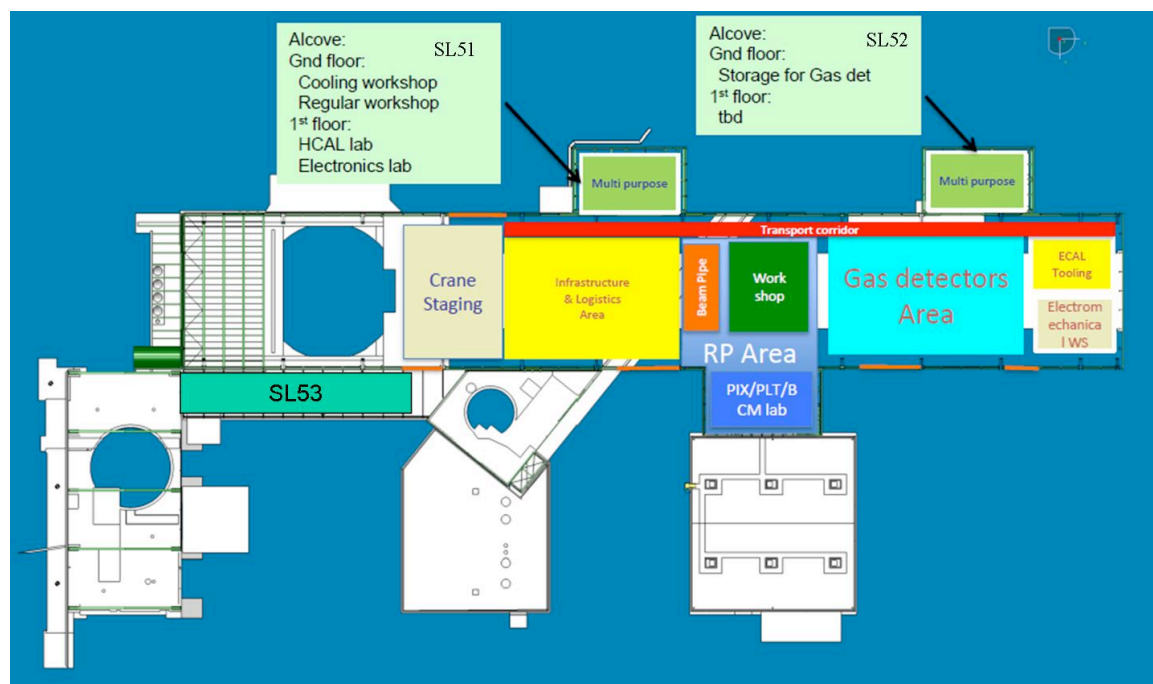 Alcove:
SL51
Gnd floor:
Cooling workshop
Regular workshop
1st floor:
HCAL lab
Electronics lab
Alcove:
SL52
Gnd floor:
Storage for Gas det
1st floor:
tbd
Multi purpose
Multi purpose
Transport corridor
Crane
Staging
Infrastructure
& Logistics
Area
Beam Pipe
Work
shop
RP Area
PIX/PLT/B
CM lab
Gas detectors
Area
ECAL
Tooling
Electrom
echanica
l WS
SL53